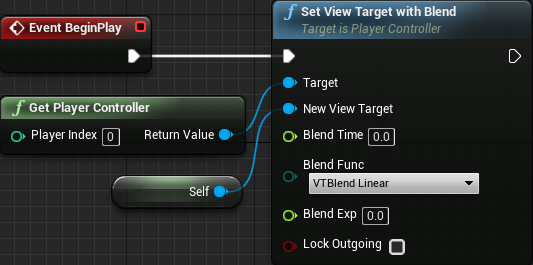 Event BeginPlay
f Set View Target with Blend
Target is Player Controller
Target
New View Target
f Get Player Controller
Player Index 0
Return Value
Blend Time 0.0
Blend Func
VTBlend Linear
Self
Blend Exp 0.0
Lock Outgoing